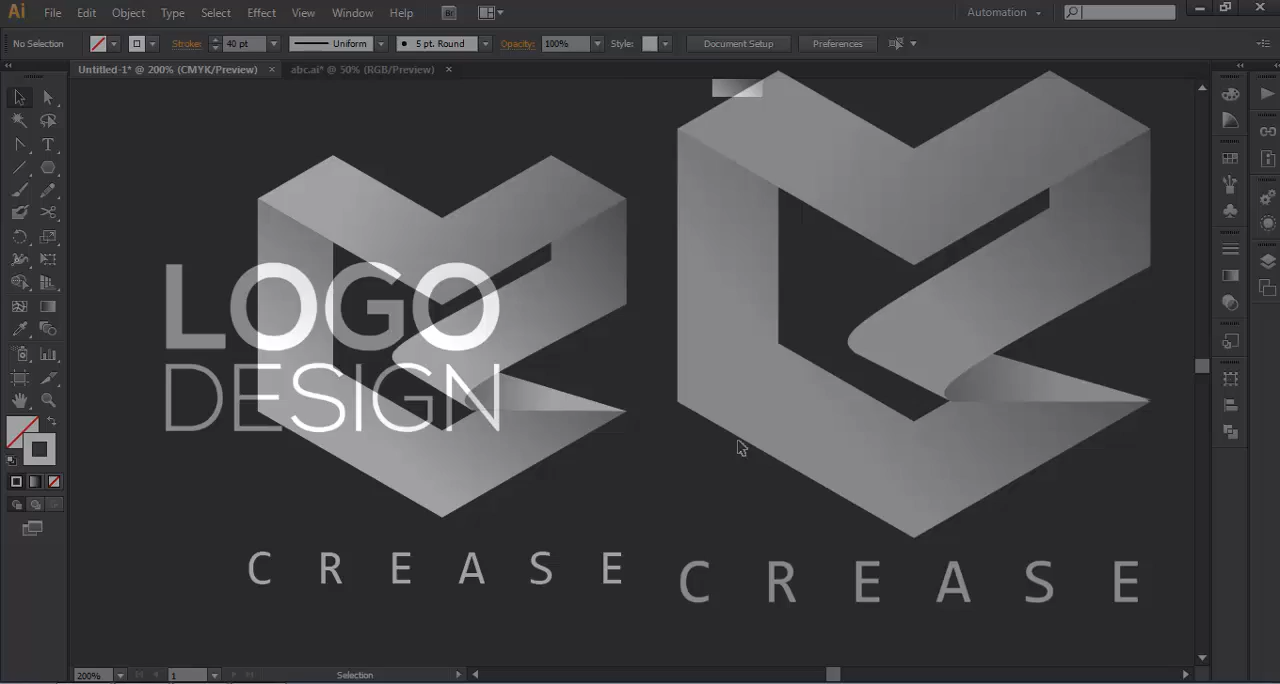 Ai File Edit Object Type Select Effect View Window Help Br Automation
No Selection Stroke: 40 pt Uniform 5 pt. Round Opacity: 100% Style: Document Setup Preferences
Untitled-1* @ 200% (CMYK/Preview) × abc.ai* @ 50% (RGB/Preview) ×
LOGO
DESIGN
C R E A S E
C R E A S E
200% 1 Selection